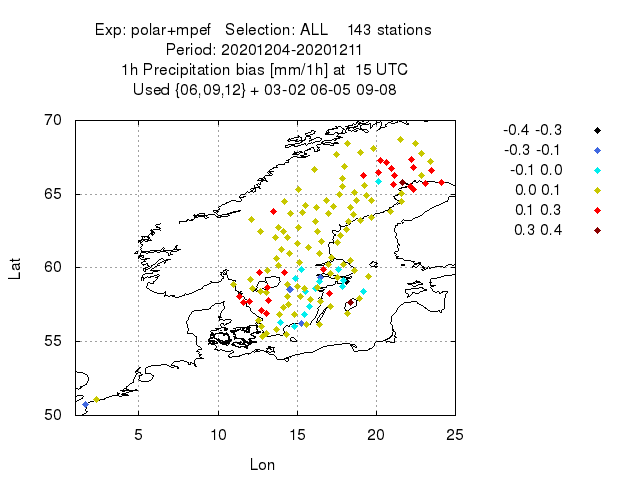 Exp: polar+mpef Selection: ALL 143 stations
Period: 20201204-20201211
1h Precipitation bias [mm/1h] at 15 UTC
Used {06,09,12} + 03-02 06-05 09-08
70
65
60
55
50
Lat
5 10 15 20 25
Lon
-0.4 -0.3
-0.3 -0.1
-0.1 0.0
0.0 0.1
0.1 0.3
0.3 0.4